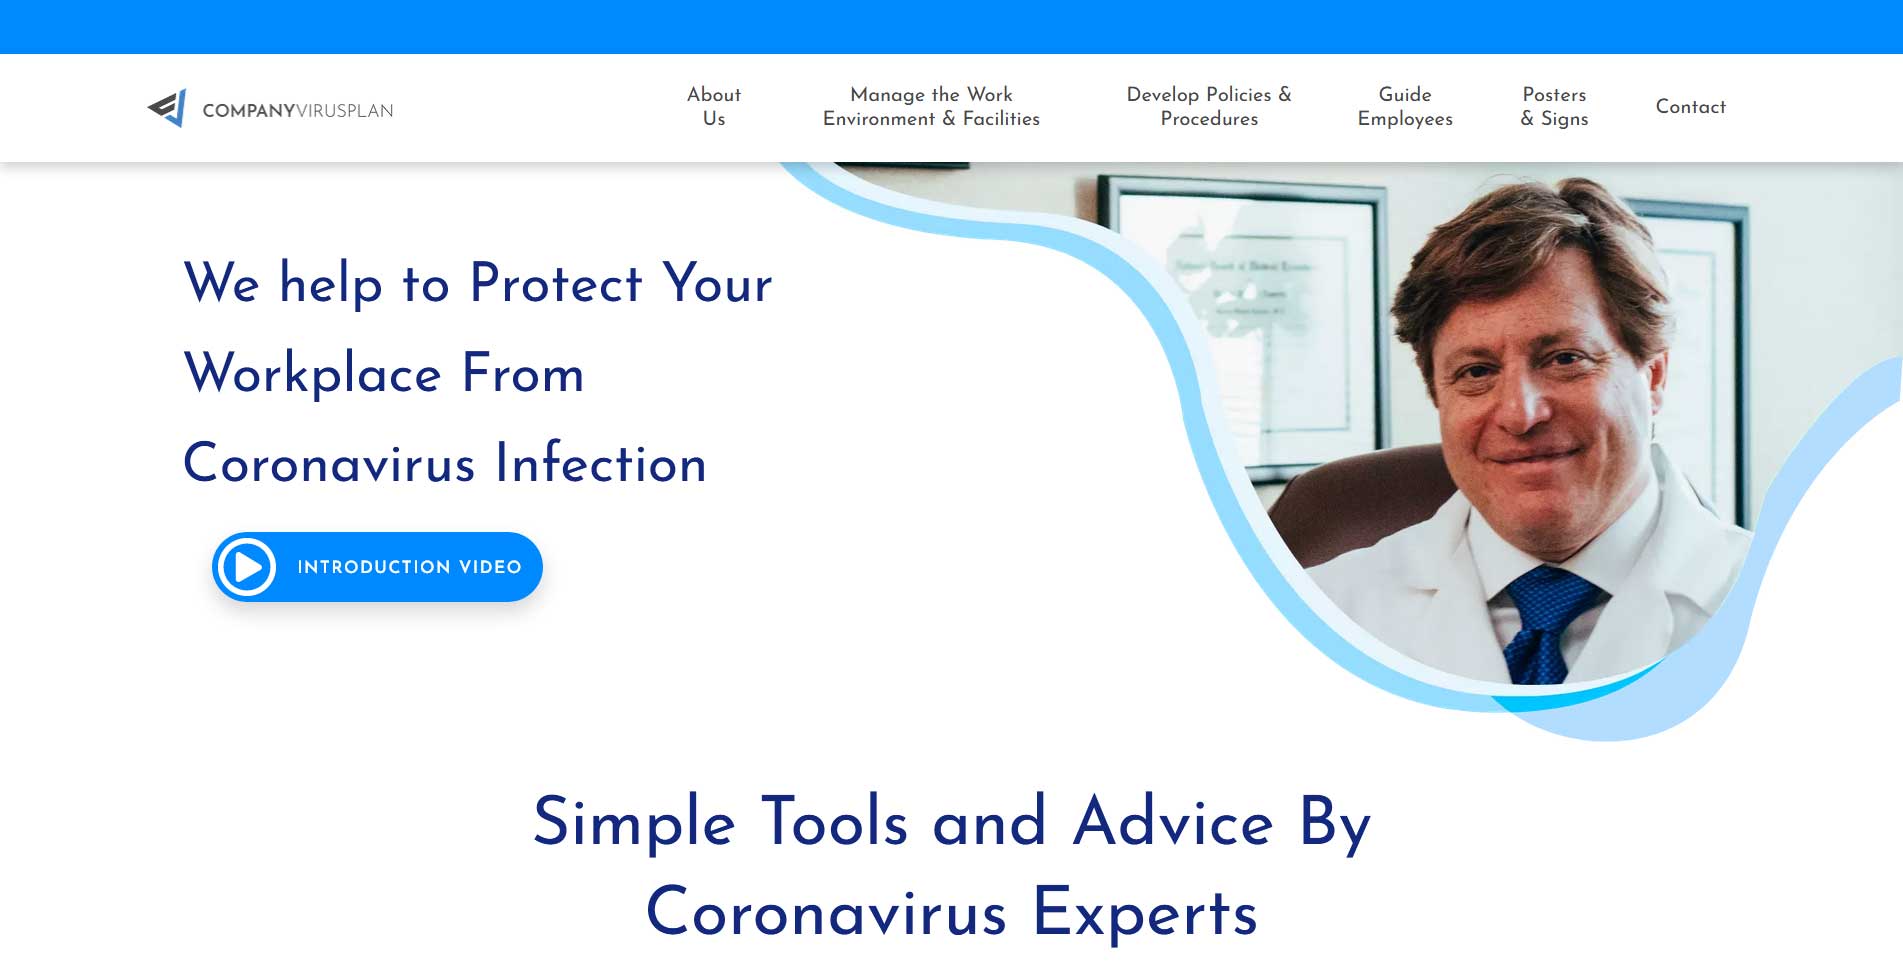 COMPANYVIRUSPLAN
About
Us
Manage the Work
Environment & Facilities
Develop Policies &
Procedures
Guide
Employees
Posters
& Signs
Contact
We help to Protect Your
Workplace From
Coronavirus Infection
INTRODUCTION VIDEO
Simple Tools and Advice By
Coronavirus Experts